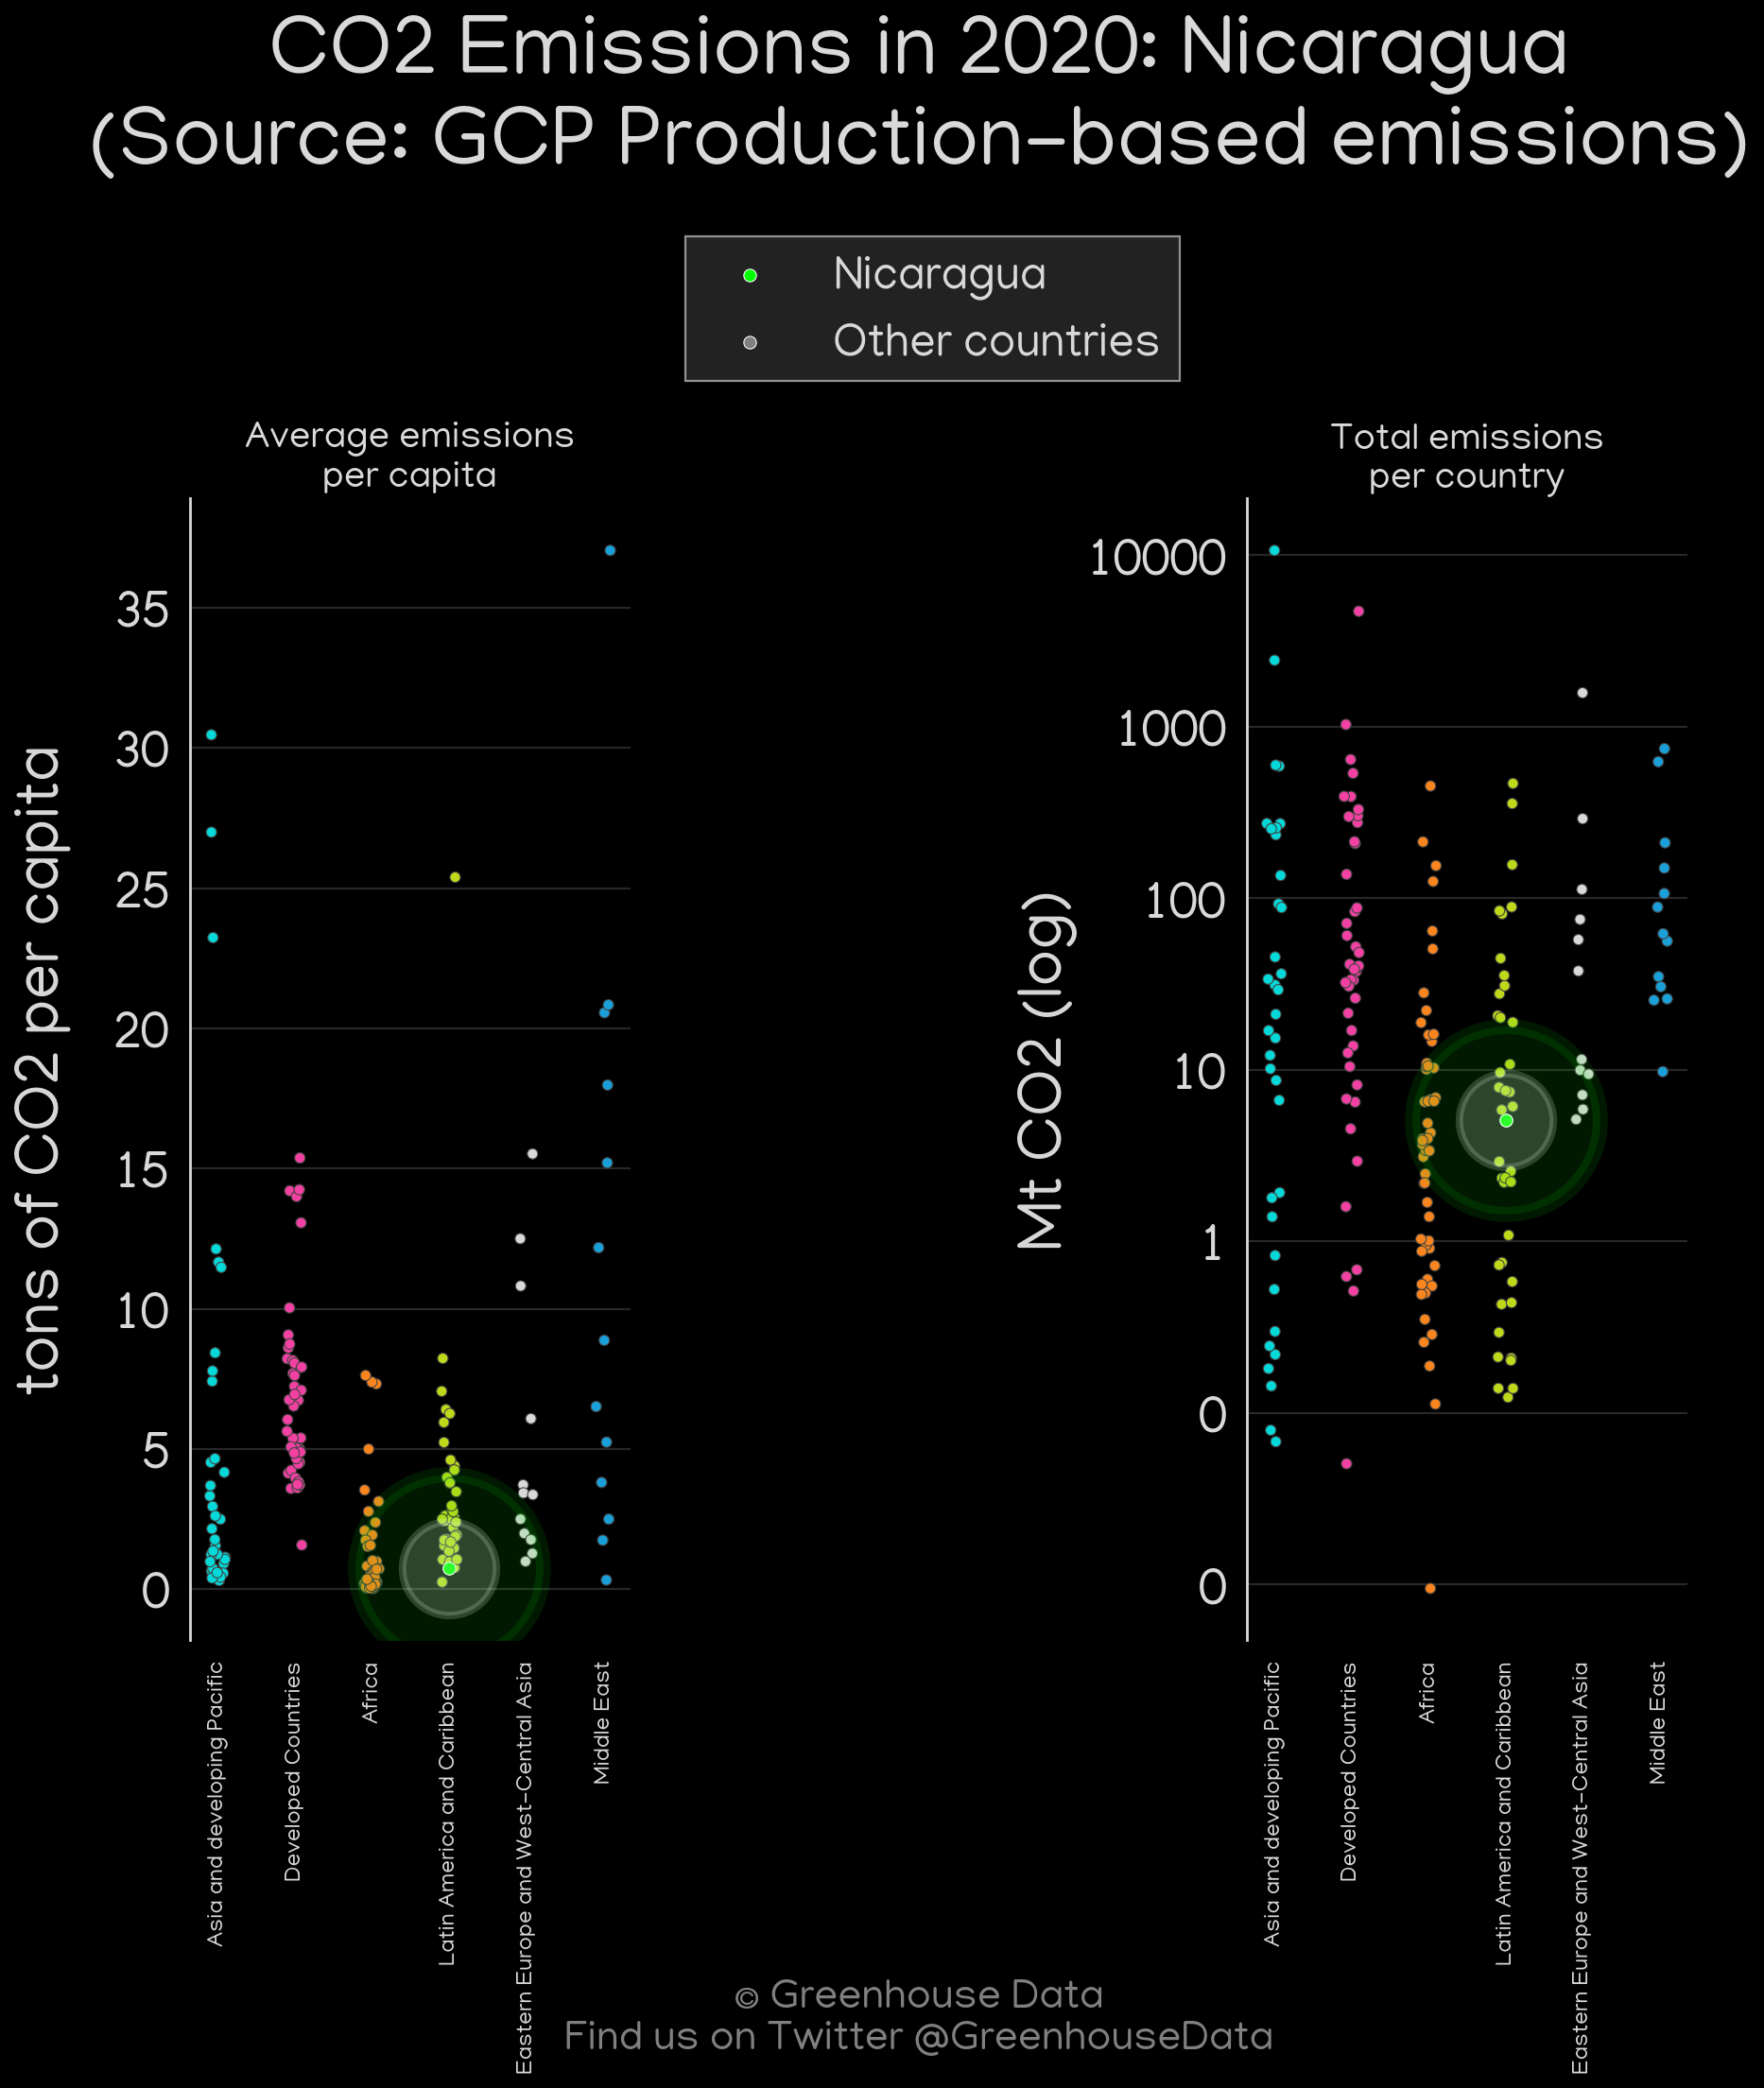 CO2 Emissions in 2020: Nicaragua
(Source: GCP Production-based emissions)
Nicaragua
Other countries
Average emissions
per capita
tons of CO2 per capita
35
30
25
20
15
10
5
0
Asia and developing Pacific
Developed Countries
Africa
Latin America and Caribbean
Eastern Europe and West-Central Asia
Middle East
Total emissions
per country
Mt CO2 (log)
10000
1000
100
10
1
0
0
Asia and developing Pacific
Developed Countries
Africa
Latin America and Caribbean
Eastern Europe and West-Central Asia
Middle East
© Greenhouse Data
Find us on Twitter @GreenhouseData